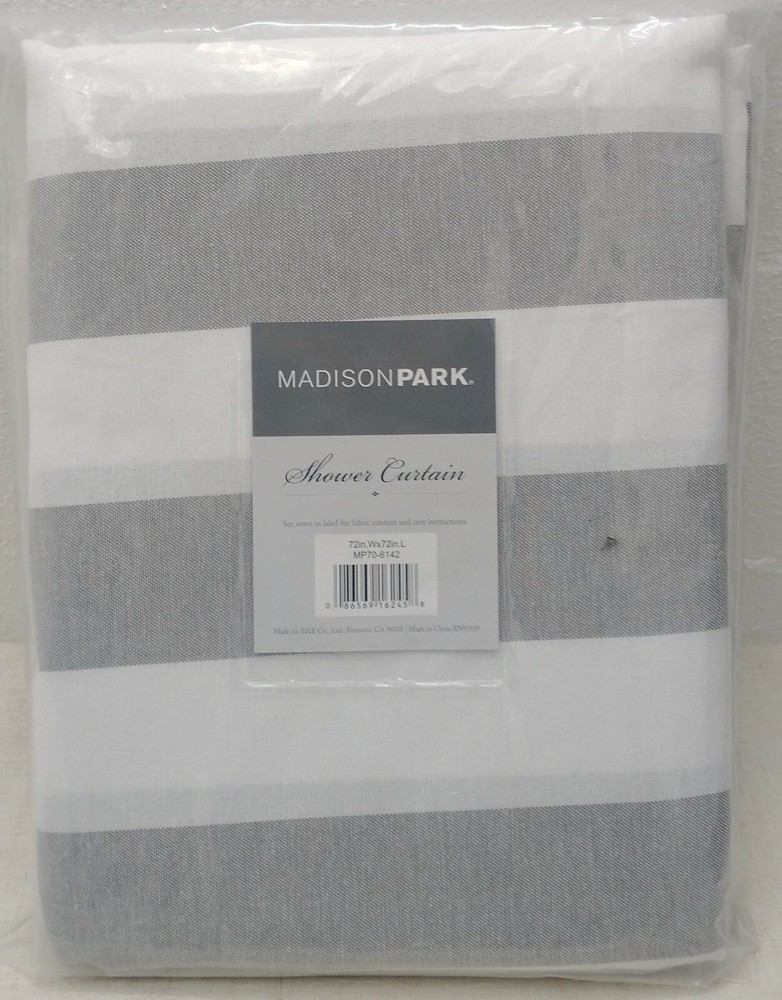 MADISONPARK®
Shower Curtain
See sewn in label for fabric content and care instructions.
72in.Wx72in.L
MP70-6142
0 86569 16245 8
Made for E&E Co., Ltd., Fremont, CA 94538 | Made in China RN91319